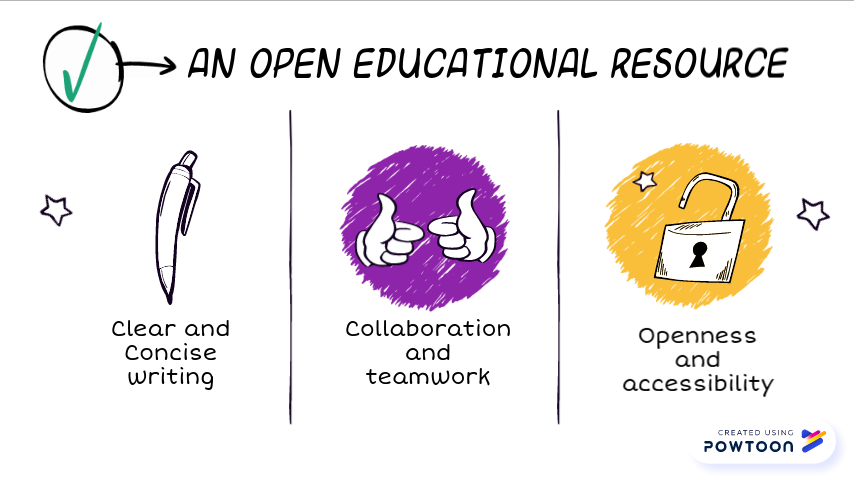 AN OPEN EDUCATIONAL RESOURCE
Clear and
Concise
writing
Collaboration
and
teamwork
Openness
and
accessibility
CREATED USING
POWTOON